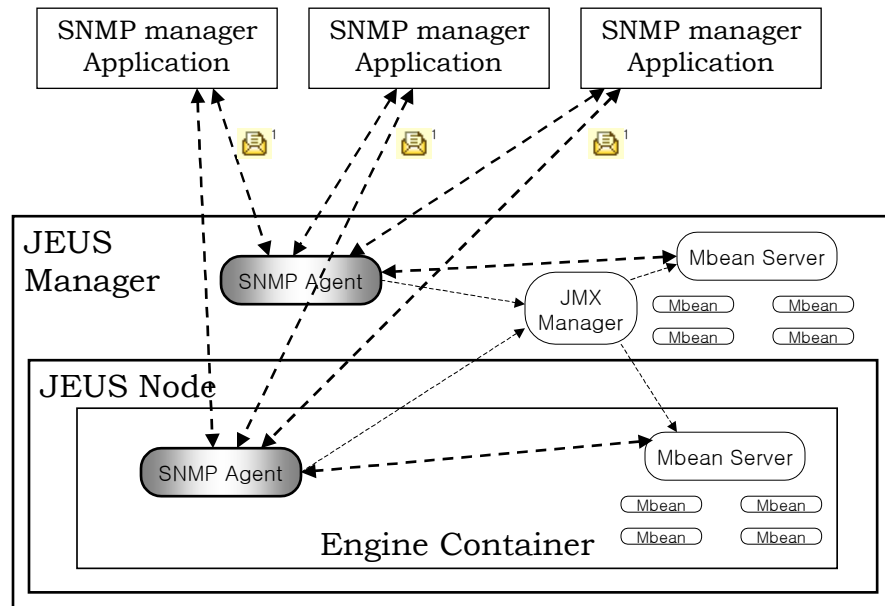 SNMP manager
Application
SNMP manager
Application
SNMP manager
Application
1
1
1
JEUS
Manager
SNMP Agent
Mbean Server
JMX
Manager
Mbean
Mbean
Mbean
Mbean
JEUS Node
SNMP Agent
Mbean Server
Mbean
Mbean
Mbean
Mbean
Engine Container